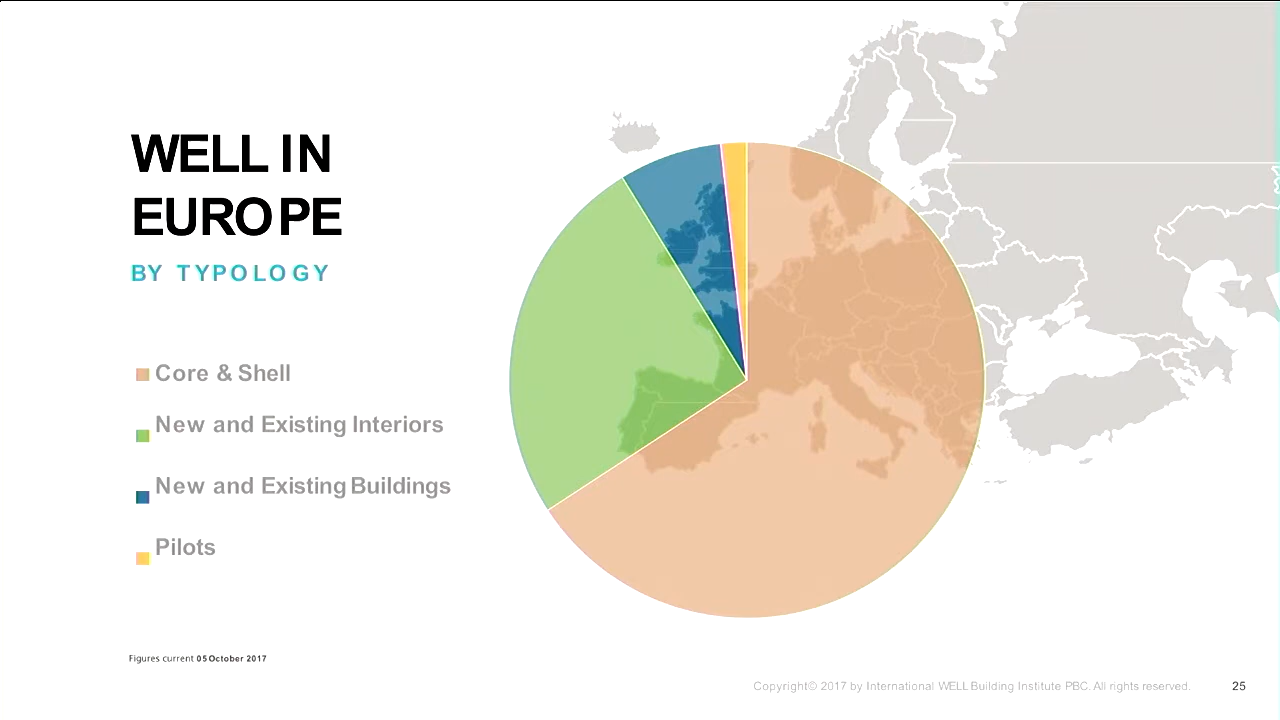 WELL IN
EUROPE
BY TYPOLOGY
Core & Shell
New and Existing Interiors
New and Existing Buildings
Pilots
Figures current 05 October 2017
Copyright© 2017 by International WELL Building Institute PBC. All rights reserved.
25